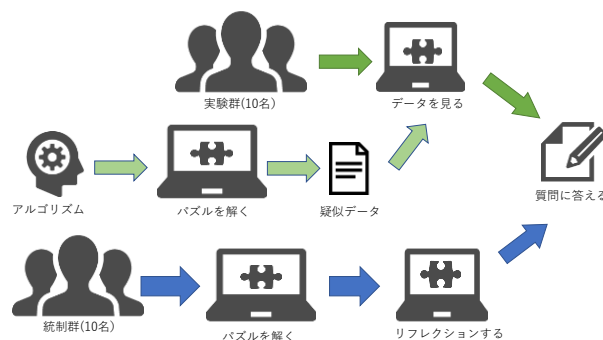 実験群(10名)
データを見る
アルゴリズム
パズルを解く
疑似データ
質問に答える
統制群(10名)
パズルを解く
リフレクションする